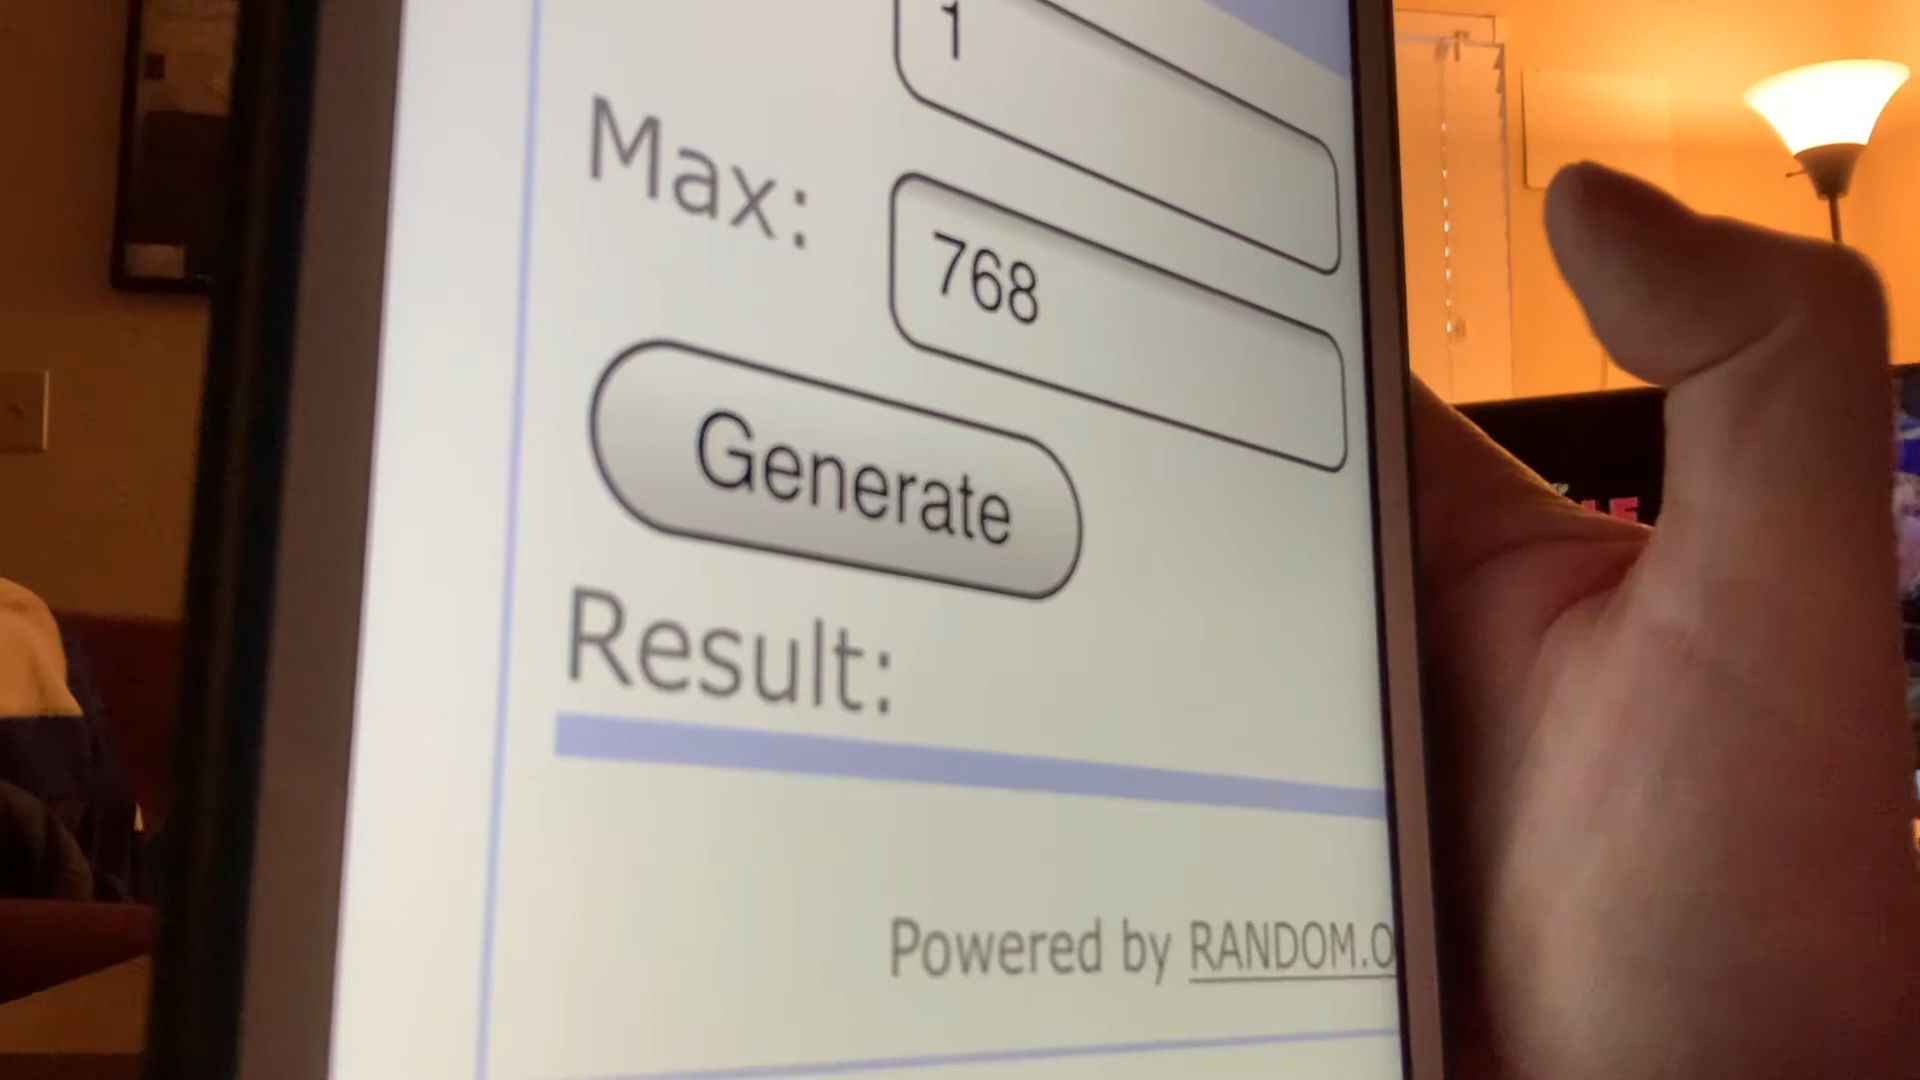 1
Max:
768
Generate
Result:
Powered by RANDOM.O